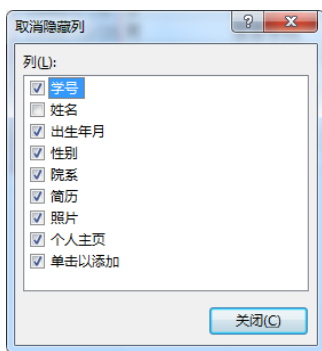 取消隐藏列
列(L):
学号
姓名
出生年月
性别
院系
简历
照片
个人主页
单击以添加
关闭(C)